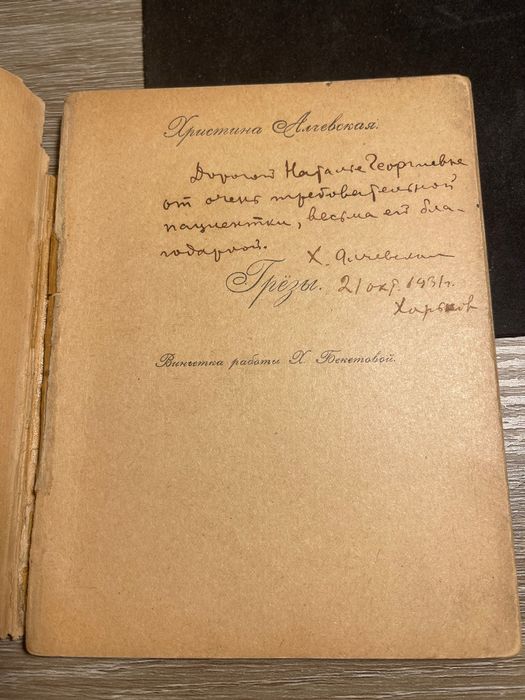 Христина Алчевская.
Дорогой Наталье Георгиевне
от очень требовательной
пациентки, весьма ей бла-
годарной.
Х. Алчевская
Грёзы.
21 окт. 1931 г.
Харьков
Виньетка работы Х. Бекетовой.